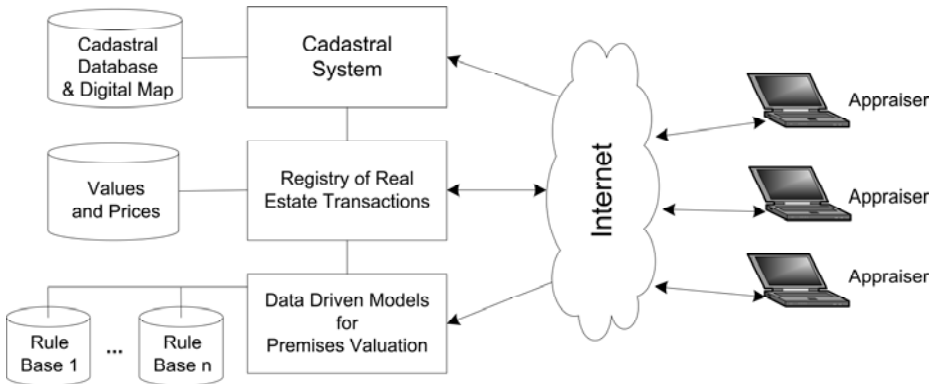 Cadastral
Database
& Digital Map
Cadastral
System
Values
and Prices
Registry of Real
Estate Transactions
Rule
Base 1
...
Rule
Base n
Data Driven Models
for
Premises Valuation
Internet
Appraiser
Appraiser
Appraiser